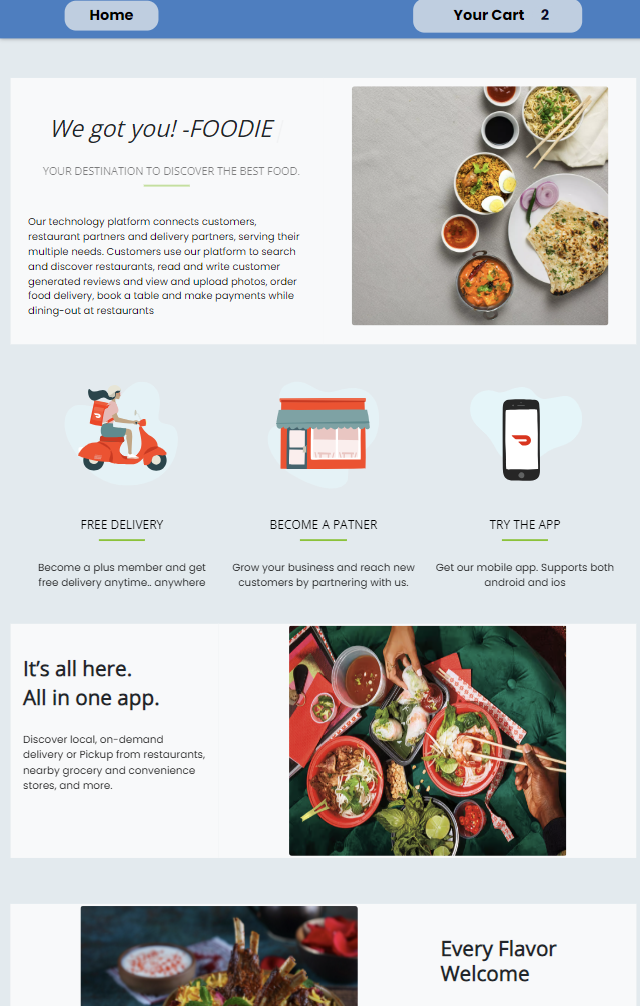 Home
Your Cart 2
We got you! -FOODIE
YOUR DESTINATION TO DISCOVER THE BEST FOOD.
Our technology platform connects customers,
restaurant partners and delivery partners, serving their
multiple needs. Customers use our platform to search
and discover restaurants, read and write customer
generated reviews and view and upload photos, order
food delivery, book a table and make payments while
dining-out at restaurants
FREE DELIVERY
Become a plus member and get
free delivery anytime.. anywhere
BECOME A PATNER
Grow your business and reach new
customers by partnering with us.
TRY THE APP
Get our mobile app. Supports both
android and ios
It’s all here.
All in one app.
Discover local, on-demand
delivery or Pickup from restaurants,
nearby grocery and convenience
stores, and more.
Every Flavor
Welcome